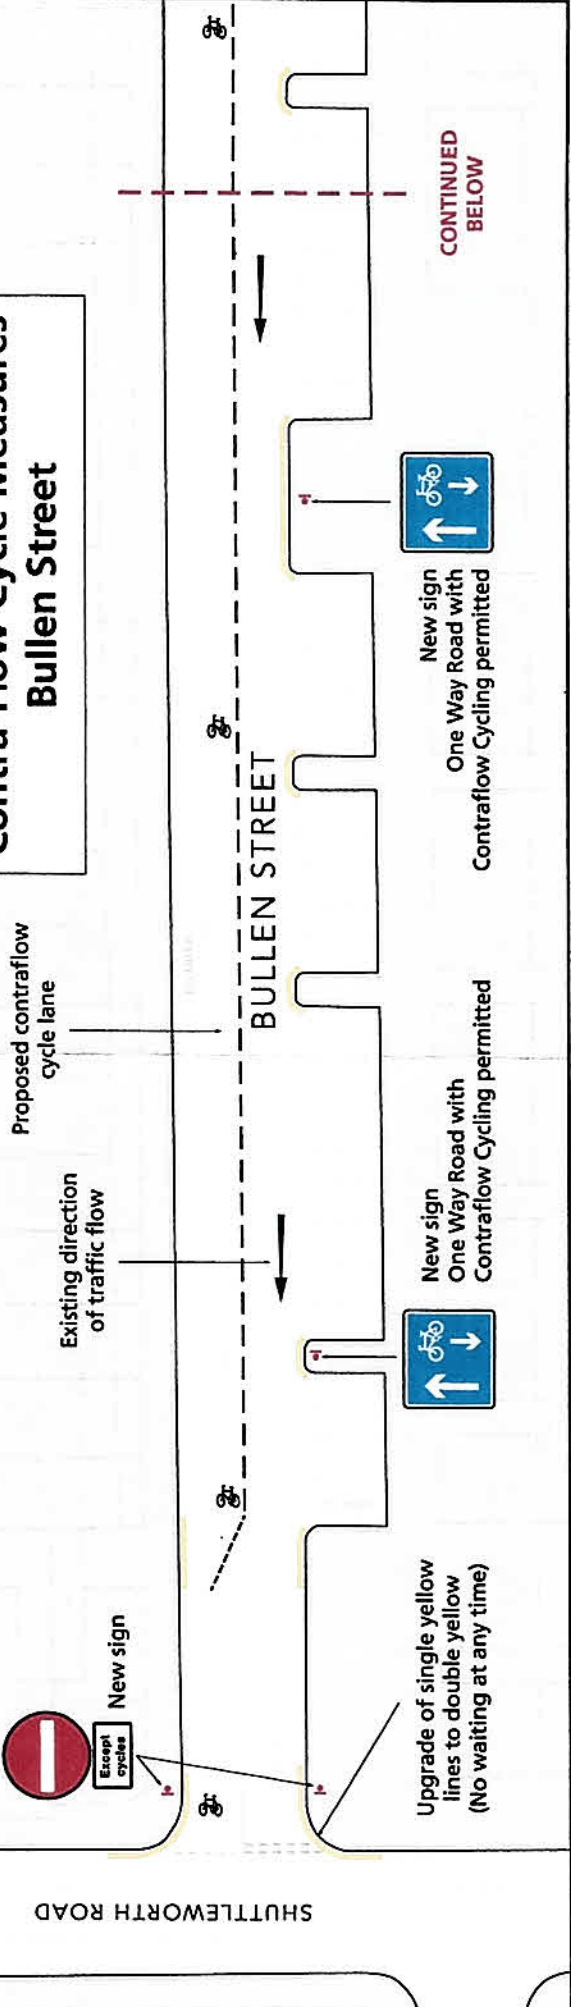 Contra-Flow Cycle Measures
Bullen Street
Except
cycles
New sign
Existing direction
of traffic flow
Proposed contraflow
cycle lane
SHUTTLEWORTH ROAD
BULLEN STREET
Upgrade of single yellow
lines to double yellow
(No waiting at any time)
New sign
One Way Road with
Contraflow Cycling permitted
New sign
One Way Road with
Contraflow Cycling permitted
CONTINUED
BELOW